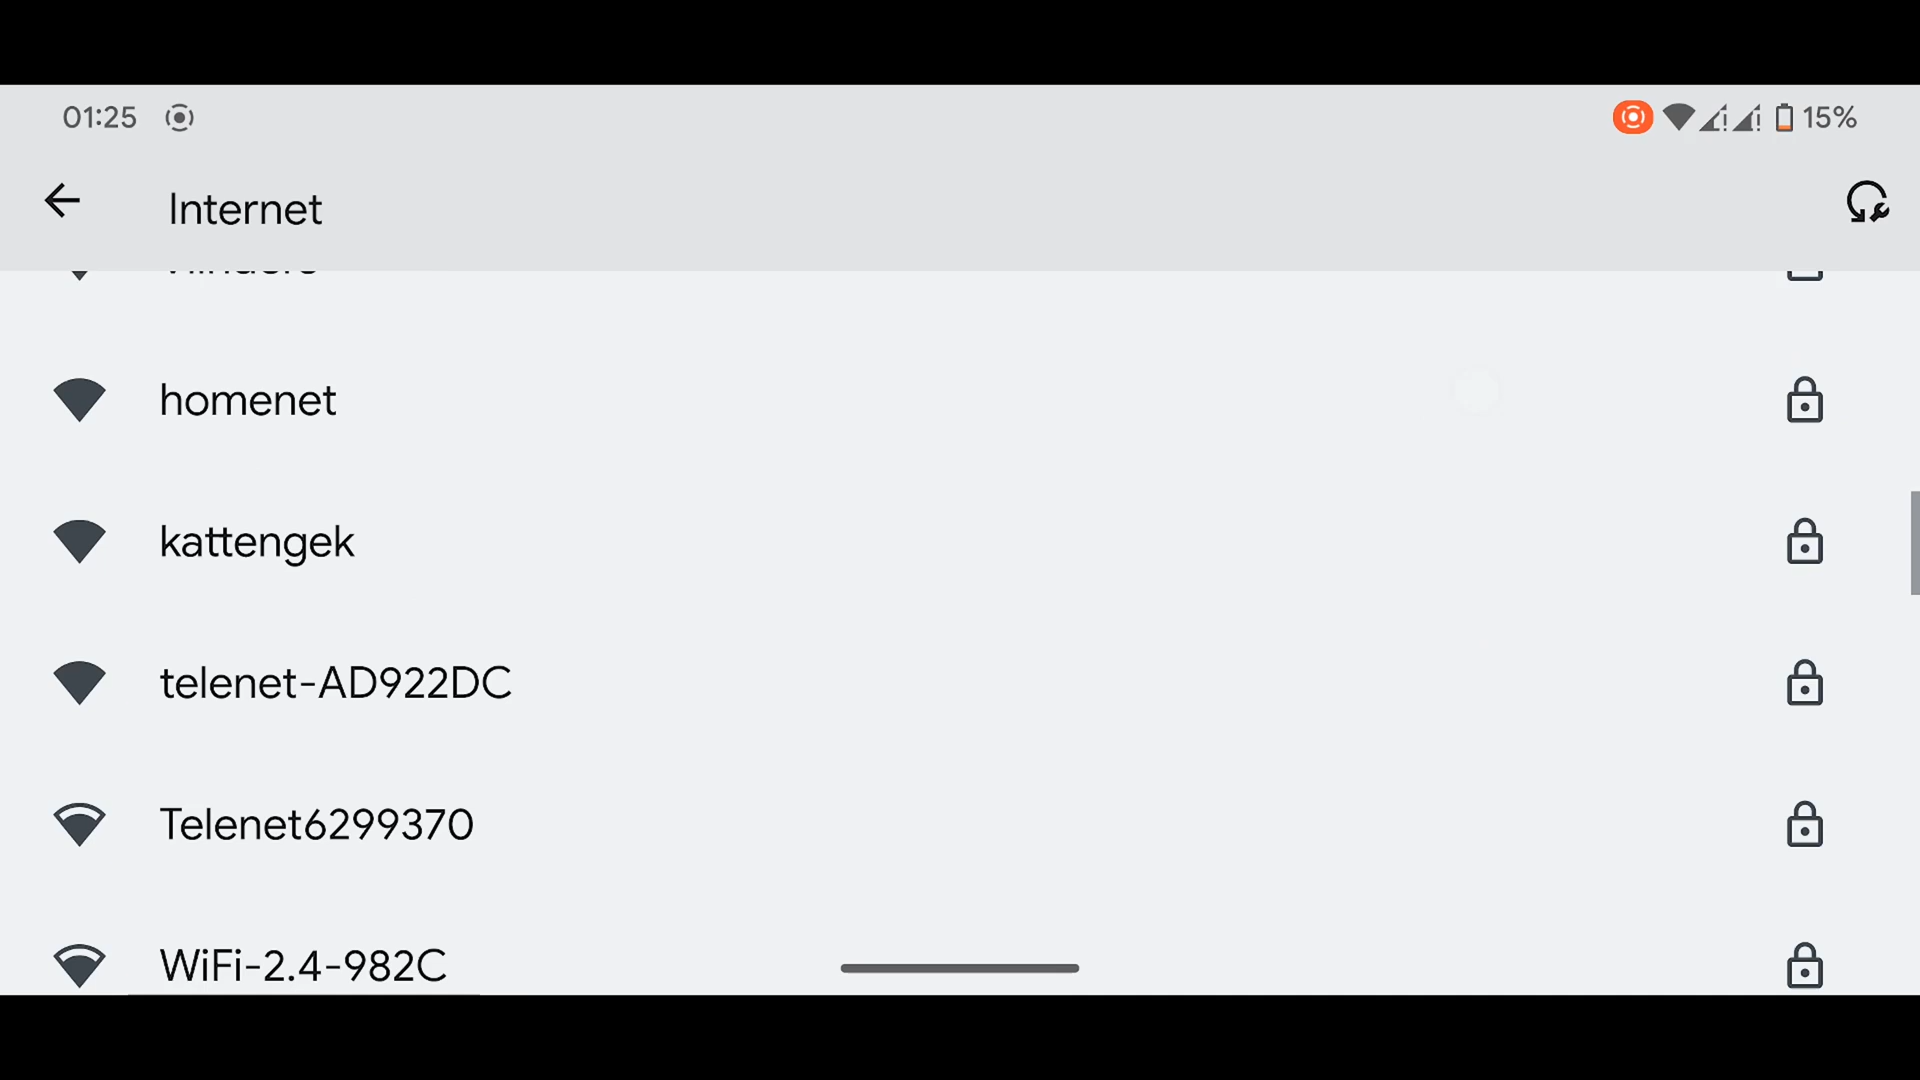 01:25
15%
Internet
homenet
kattengek
telenet-AD922DC
Telenet6299370
WiFi-2.4-982C